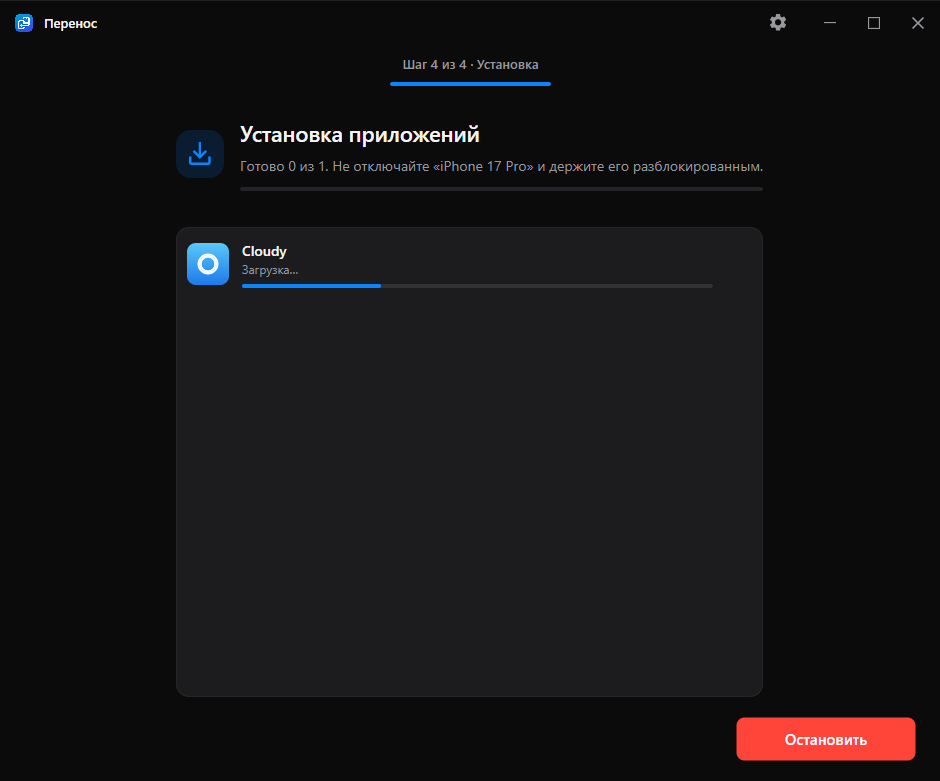 Перенос
Шаг 4 из 4 · Установка
Установка приложений
Готово 0 из 1. Не отключайте «iPhone 17 Pro» и держите его разблокированным.
Cloudy
Загрузка...
Остановить